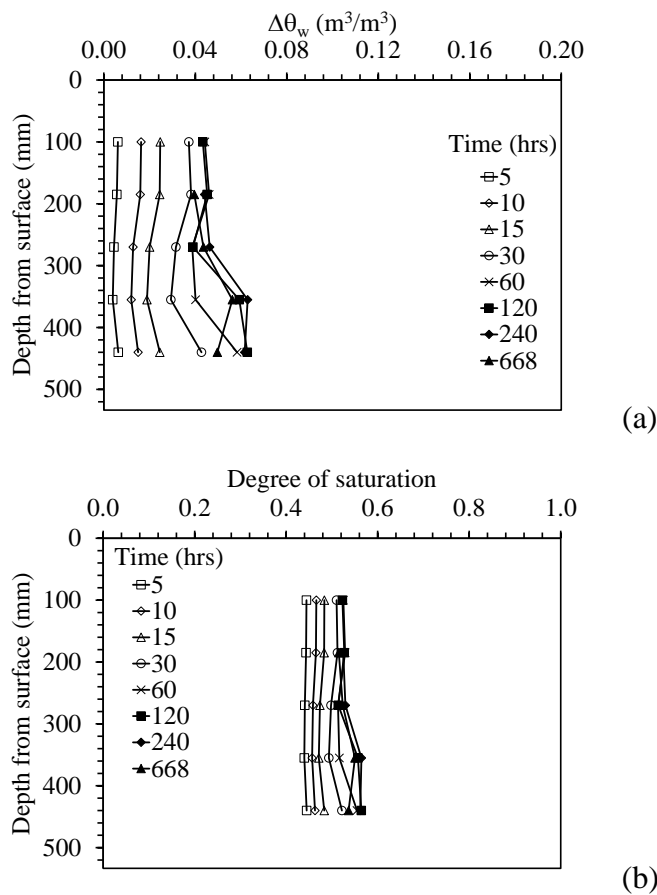 Δθw (m³/m³)
0.00 0.04 0.08 0.12 0.16 0.20
0
100
200
300
400
500
Depth from surface (mm)
Time (hrs)
5
10
15
30
60
120
240
668
(a)
Degree of saturation
0.0 0.2 0.4 0.6 0.8 1.0
0
100
200
300
400
500
Depth from surface (mm)
Time (hrs)
5
10
15
30
60
120
240
668
(b)